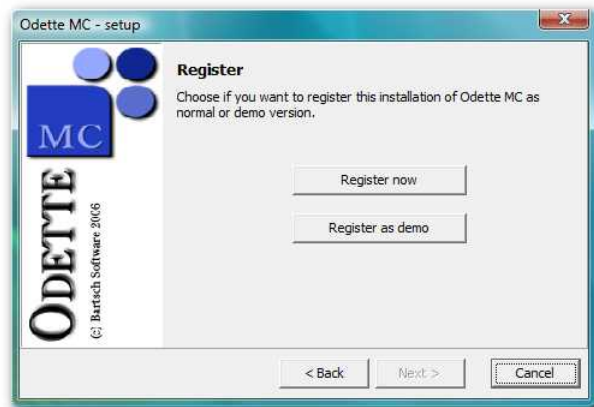 Odette MC - setup
MC
ODETTE
(c) Bartsch Software 2006
Register
Choose if you want to register this installation of Odette MC as
normal or demo version.
Register now
Register as demo
< Back
Next >
Cancel